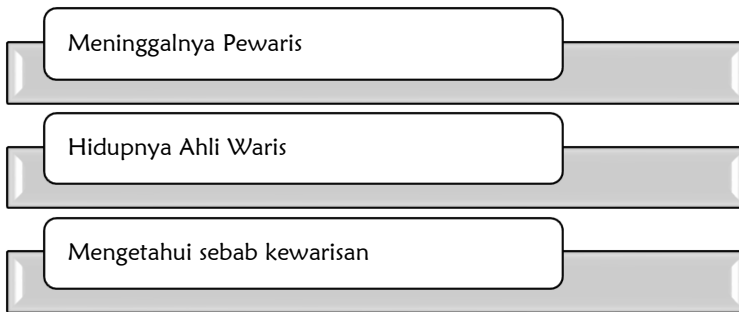 Meninggalnya Pewaris
Hidupnya Ahli Waris
Mengetahui sebab kewarisan